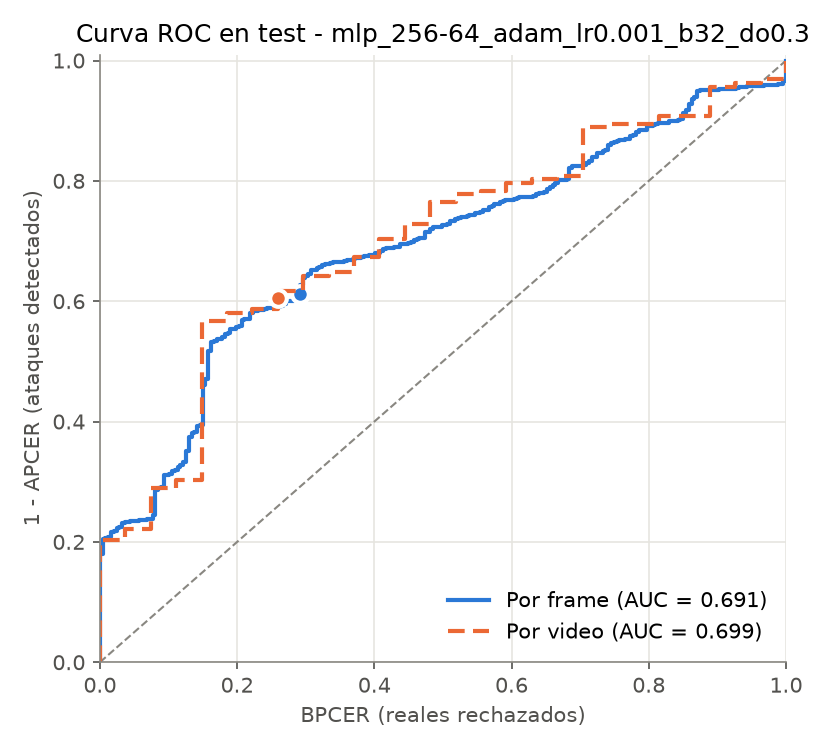 Curva ROC en test - mlp_256-64_adam_lr0.001_b32_do0.3
1.0
0.8
0.6
0.4
0.2
0.0
1 - APCER (ataques detectados)
Por frame (AUC = 0.691)
Por video (AUC = 0.699)
0.0 0.2 0.4 0.6 0.8 1.0
BPCER (reales rechazados)